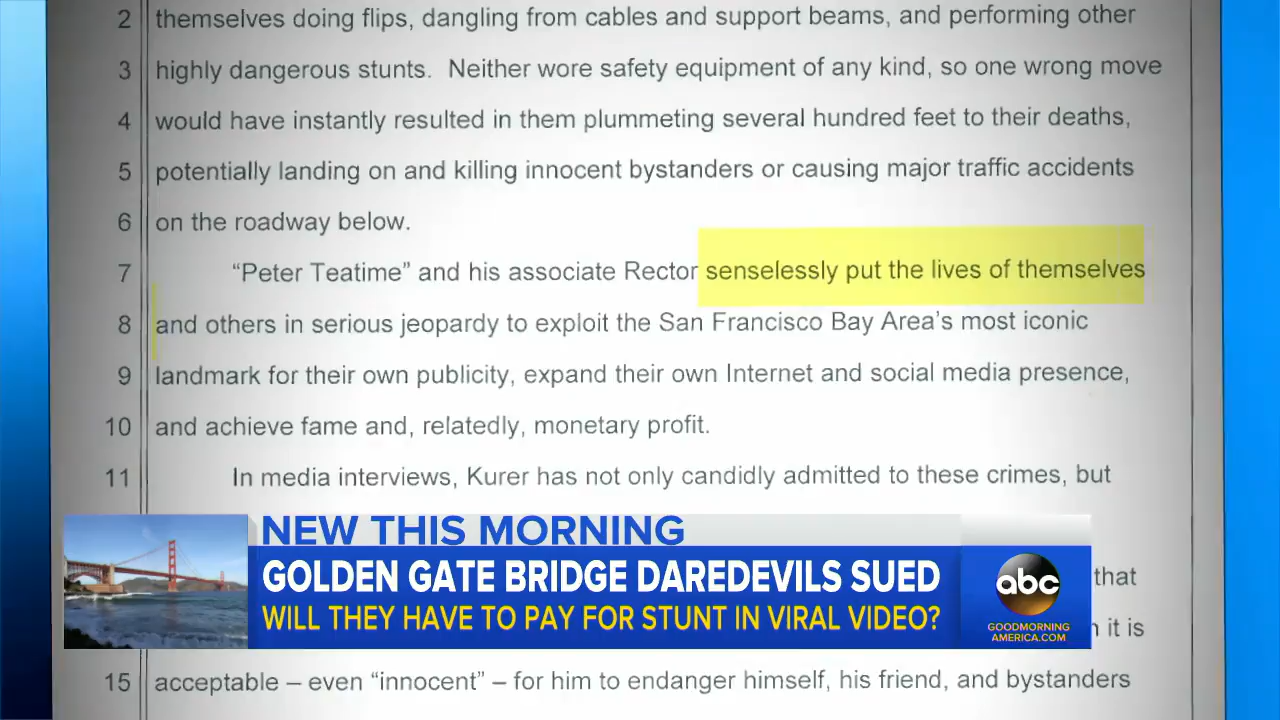 2 themselves doing flips, dangling from cables and support beams, and performing other
3 highly dangerous stunts. Neither wore safety equipment of any kind, so one wrong move
4 would have instantly resulted in them plummeting several hundred feet to their deaths,
5 potentially landing on and killing innocent bystanders or causing major traffic accidents
6 on the roadway below.
7 “Peter Teatime” and his associate Rector senselessly put the lives of themselves
8 and others in serious jeopardy to exploit the San Francisco Bay Area’s most iconic
9 landmark for their own publicity, expand their own Internet and social media presence,
10 and achieve fame and, relatedly, monetary profit.
11 In media interviews, Kurer has not only candidly admitted to these crimes, but
NEW THIS MORNING
GOLDEN GATE BRIDGE DAREDEVILS SUED
WILL THEY HAVE TO PAY FOR STUNT IN VIRAL VIDEO?
abc
GOODMORNING
AMERICA.COM
that
it is
15 acceptable – even “innocent” – for him to endanger himself, his friend, and bystanders